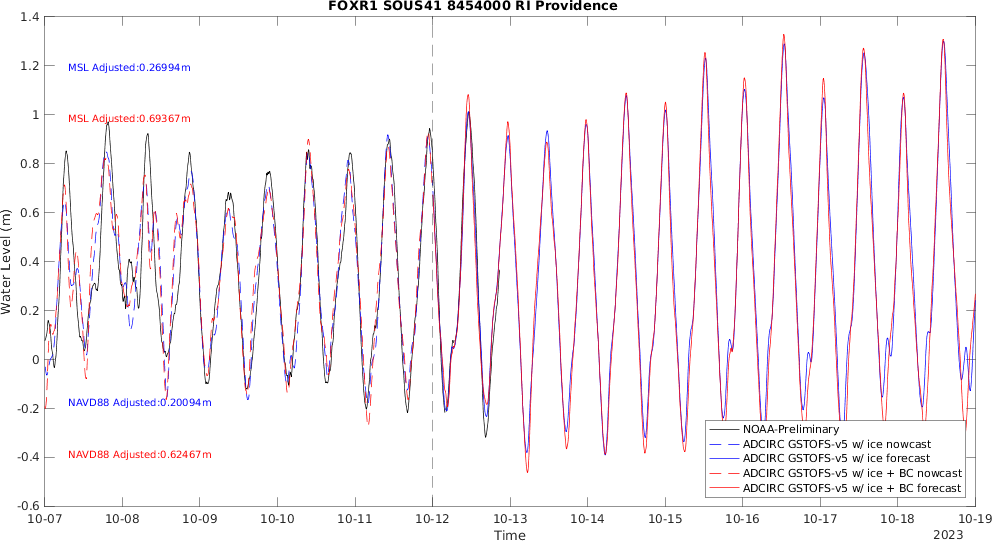 FOXR1 SOUS41 8454000 RI Providence
1.4
1.2
1
0.8
0.6
0.4
0.2
0
-0.2
-0.4
-0.6
Water Level (m)
MSL Adjusted:0.26994m
MSL Adjusted:0.69367m
NAVD88 Adjusted:0.20094m
NAVD88 Adjusted:0.62467m
NOAA-Preliminary
ADCIRC GSTOFS-v5 w/ ice nowcast
ADCIRC GSTOFS-v5 w/ ice forecast
ADCIRC GSTOFS-v5 w/ ice + BC nowcast
ADCIRC GSTOFS-v5 w/ ice + BC forecast
10-07 10-08 10-09 10-10 10-11 10-12 10-13 10-14 10-15 10-16 10-17 10-18 10-19
Time
2023